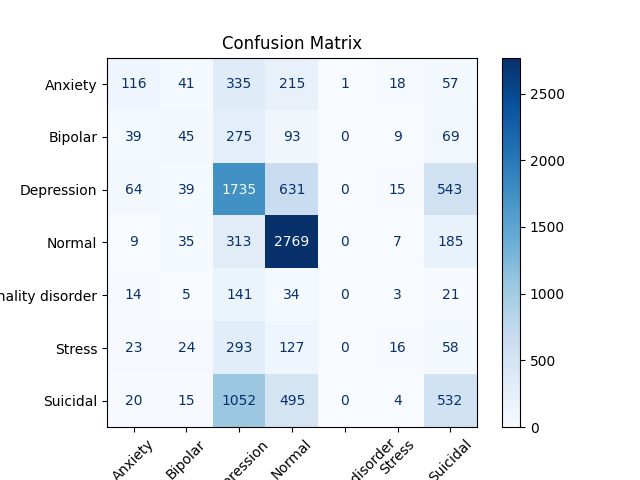 Confusion Matrix
Anxiety 116 41 335 215 1 18 57
Bipolar 39 45 275 93 0 9 69
Depression 64 39 1735 631 0 15 543
Normal 9 35 313 2769 0 7 185
nality disorder 14 5 141 34 0 3 21
Stress 23 24 293 127 0 16 58
Suicidal 20 15 1052 495 0 4 532
Anxiety Bipolar ression Normal disorder Stress Suicidal
2500
2000
1500
1000
500
0